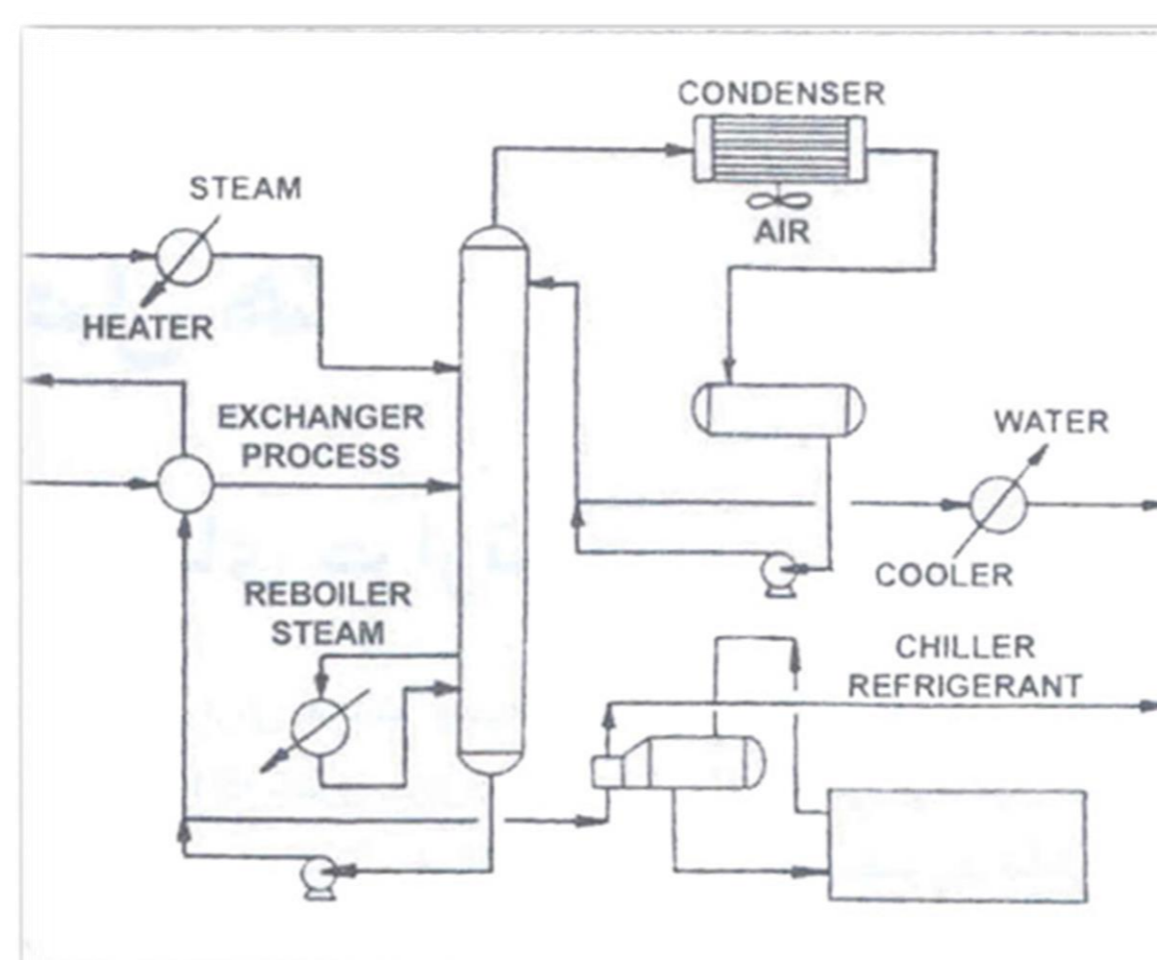 CONDENSER
STEAM
AIR
HEATER
EXCHANGER
PROCESS
WATER
COOLER
REBOILER
STEAM
CHILLER
REFRIGERANT